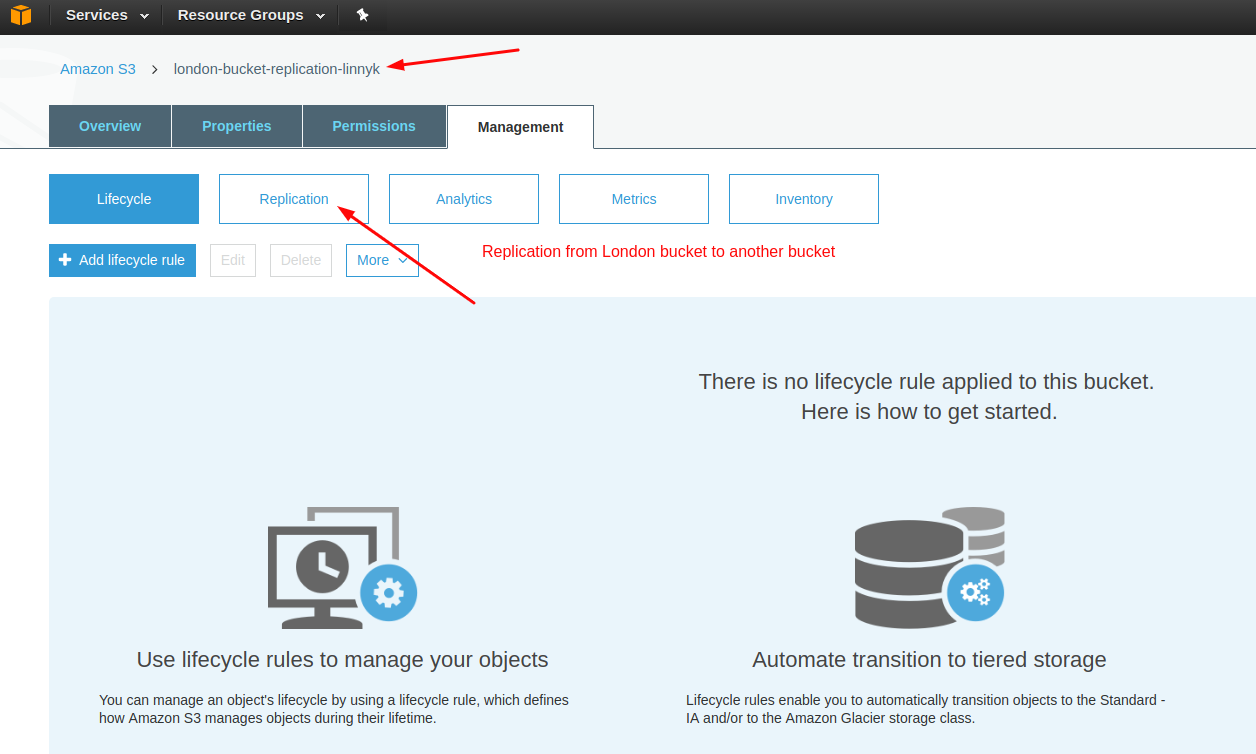 Services Resource Groups
Amazon S3 > london-bucket-replication-linnyk
Overview Properties Permissions Management
Lifecycle Replication Analytics Metrics Inventory
Add lifecycle rule Edit Delete More
Replication from London bucket to another bucket
There is no lifecycle rule applied to this bucket.
Here is how to get started.
Use lifecycle rules to manage your objects
You can manage an object's lifecycle by using a lifecycle rule, which defines
how Amazon S3 manages objects during their lifetime.
Automate transition to tiered storage
Lifecycle rules enable you to automatically transition objects to the Standard -
IA and/or to the Amazon Glacier storage class.